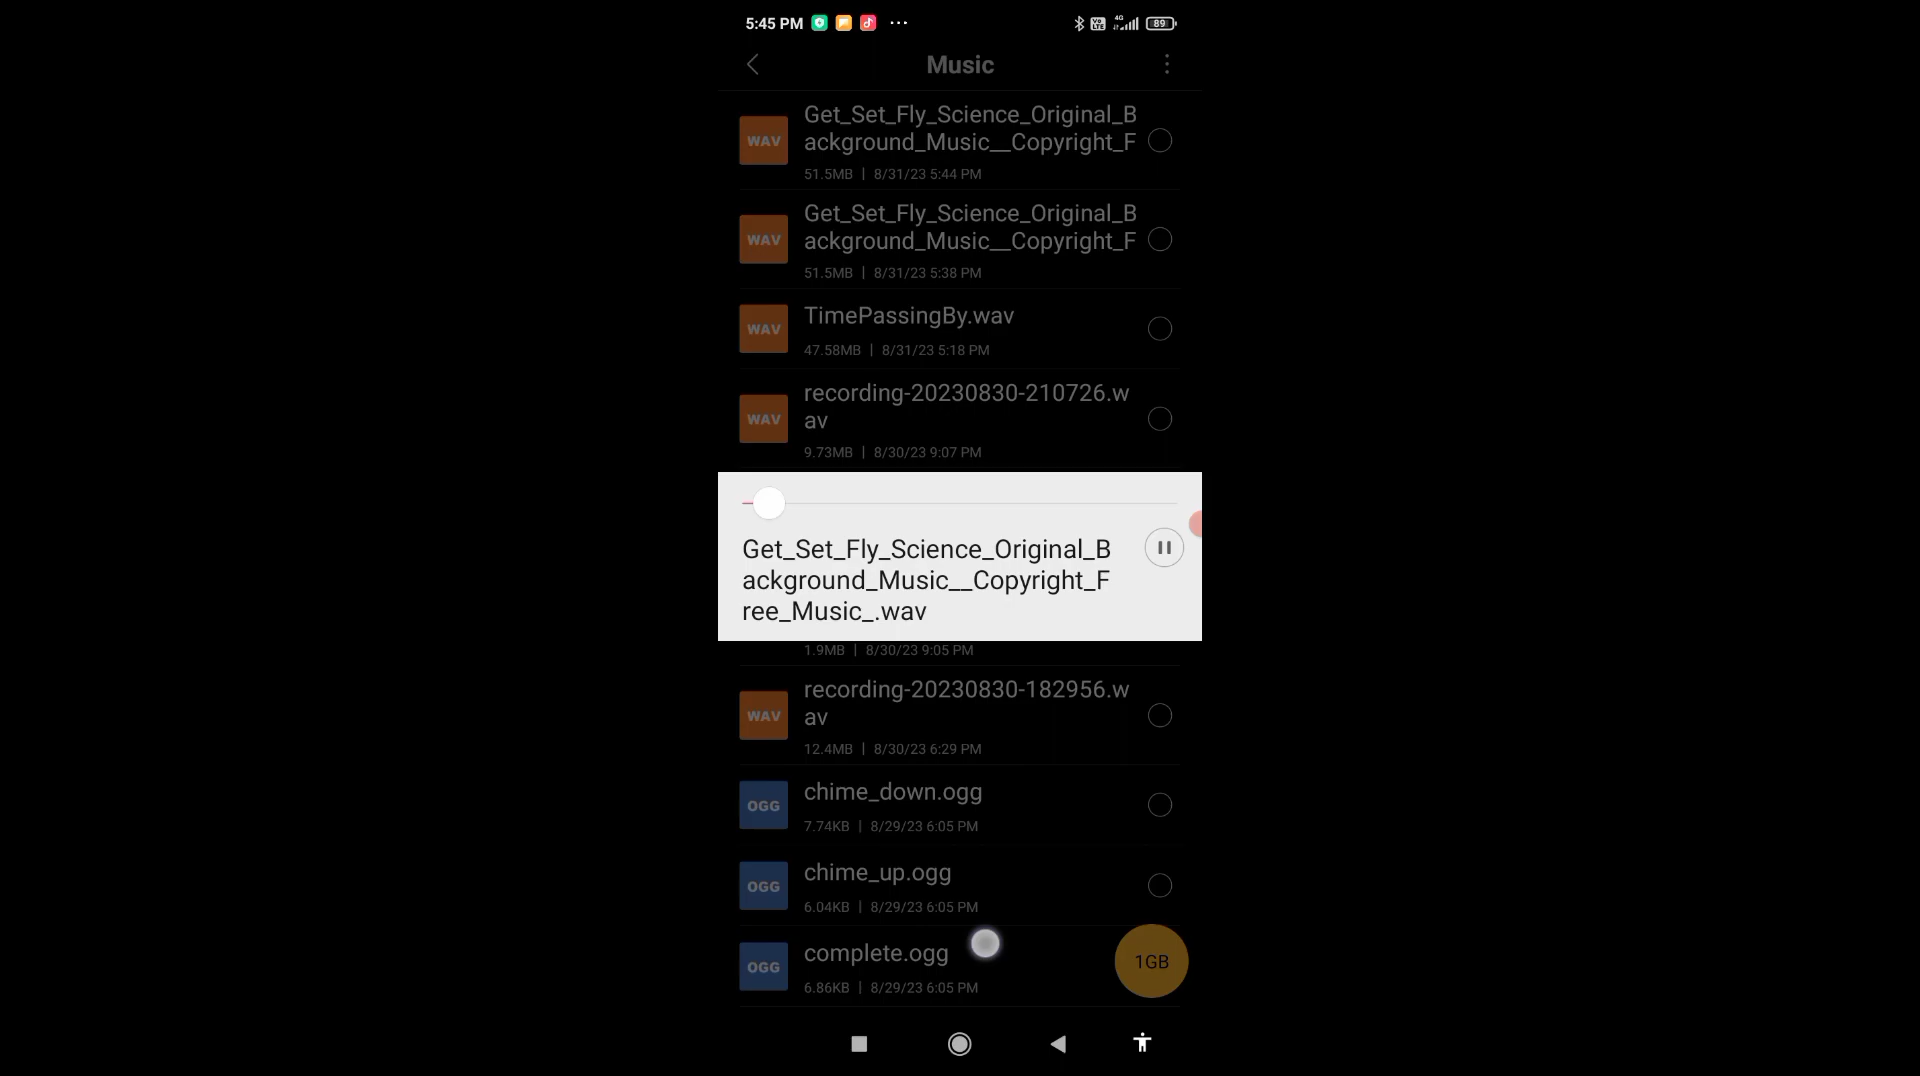 5:45 PM
Vo
LTE
4G
89
Music
WAV
Get_Set_Fly_Science_Original_B
ackground_Music__Copyright_F
51.5MB | 8/31/23 5:44 PM
WAV
Get_Set_Fly_Science_Original_B
ackground_Music__Copyright_F
51.5MB | 8/31/23 5:38 PM
WAV
TimePassingBy.wav
47.58MB | 8/31/23 5:18 PM
WAV
recording-20230830-210726.w
av
9.73MB | 8/30/23 9:07 PM
Get_Set_Fly_Science_Original_B
ackground_Music__Copyright_F
ree_Music_.wav
1.9MB | 8/30/23 9:05 PM
WAV
recording-20230830-182956.w
av
12.4MB | 8/30/23 6:29 PM
OGG
chime_down.ogg
7.74KB | 8/29/23 6:05 PM
OGG
chime_up.ogg
6.04KB | 8/29/23 6:05 PM
OGG
complete.ogg
6.86KB | 8/29/23 6:05 PM
1GB